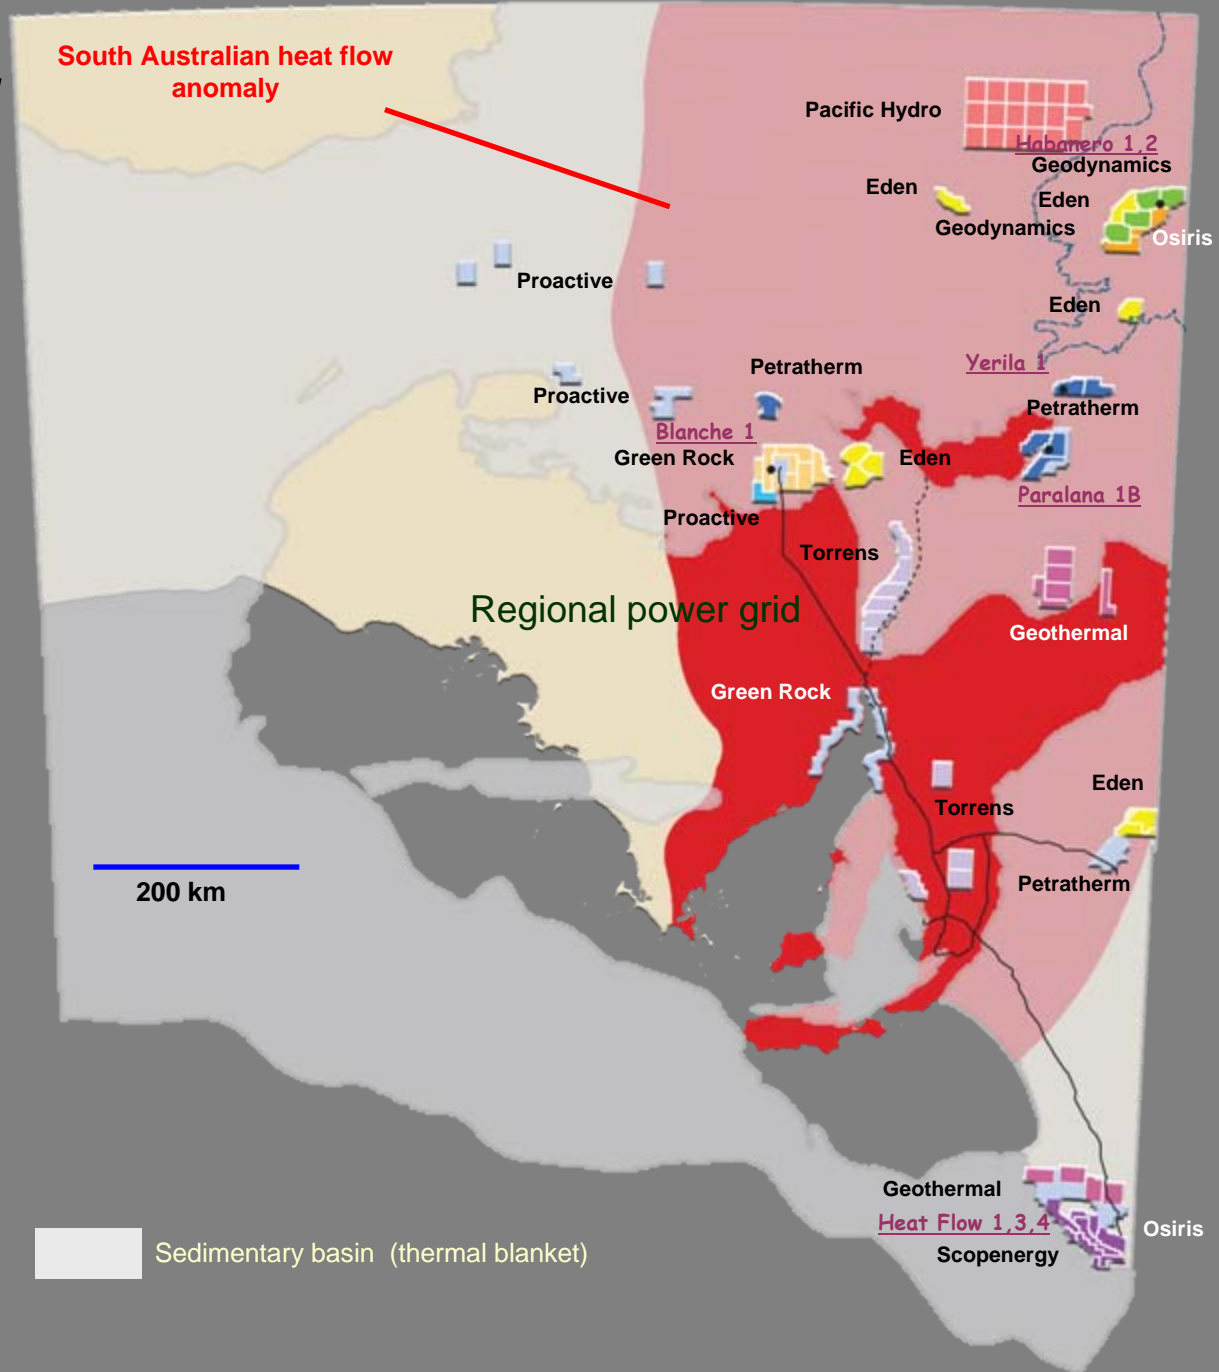 South Australian heat flow
anomaly
Pacific Hydro
Habanero 1,2
Geodynamics
Eden
Eden
Geodynamics
Osiris
Proactive
Eden
Yerila 1
Petratherm
Proactive
Petratherm
Blanche 1
Green Rock
Eden
Paralana 1B
Proactive
Torrens
Regional power grid
Geothermal
Green Rock
Eden
Torrens
200 km
Petratherm
Geothermal
Heat Flow 1,3,4
Osiris
Scopenergy
Sedimentary basin (thermal blanket)